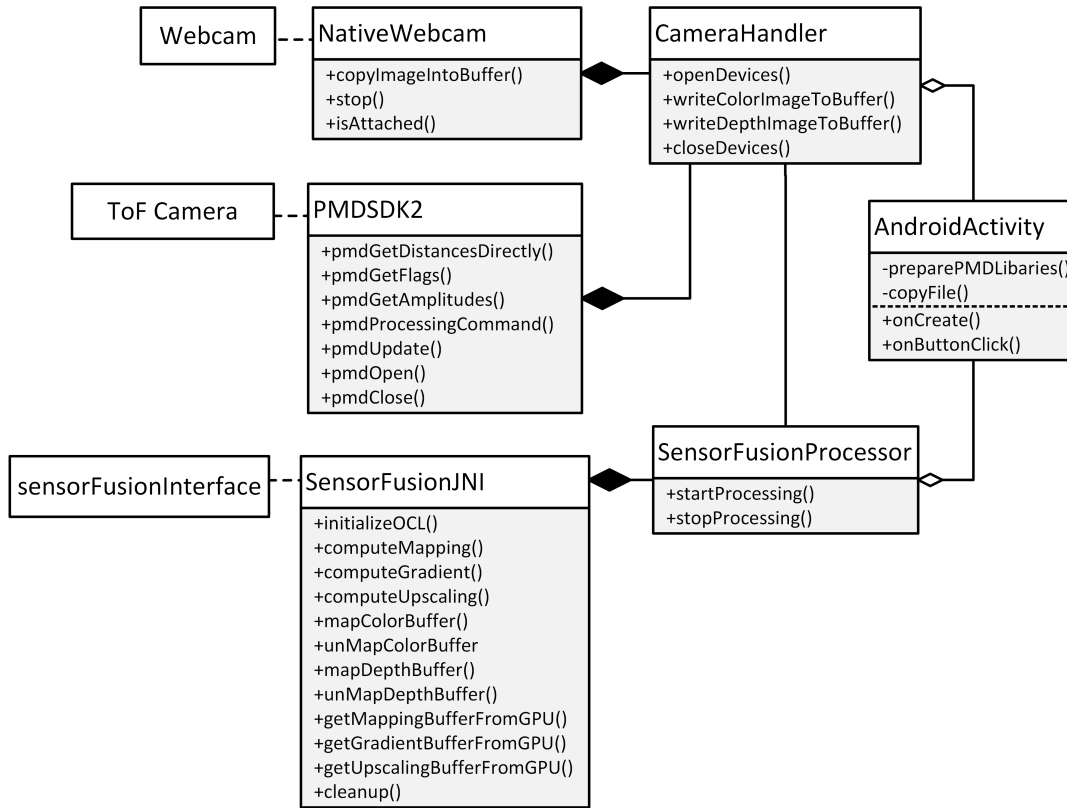 Webcam
NativeWebcam
+copyImageIntoBuffer()
+stop()
+isAttached()
CameraHandler
+openDevices()
+writeColorImageToBuffer()
+writeDepthImageToBuffer()
+closeDevices()
ToF Camera
PMDSDK2
+pmdGetDistancesDirectly()
+pmdGetFlags()
+pmdGetAmplitudes()
+pmdProcessingCommand()
+pmdUpdate()
+pmdOpen()
+pmdClose()
AndroidActivity
-preparePMDLibaries()
-copyFile()
+onCreate()
+onButtonClick()
sensorFusionInterface
SensorFusionJNI
+initializeOCL()
+computeMapping()
+computeGradient()
+computeUpscaling()
+mapColorBuffer()
+unMapColorBuffer
+mapDepthBuffer()
+unMapDepthBuffer()
+getMappingBufferFromGPU()
+getGradientBufferFromGPU()
+getUpscalingBufferFromGPU()
+cleanup()
SensorFusionProcessor
+startProcessing()
+stopProcessing()